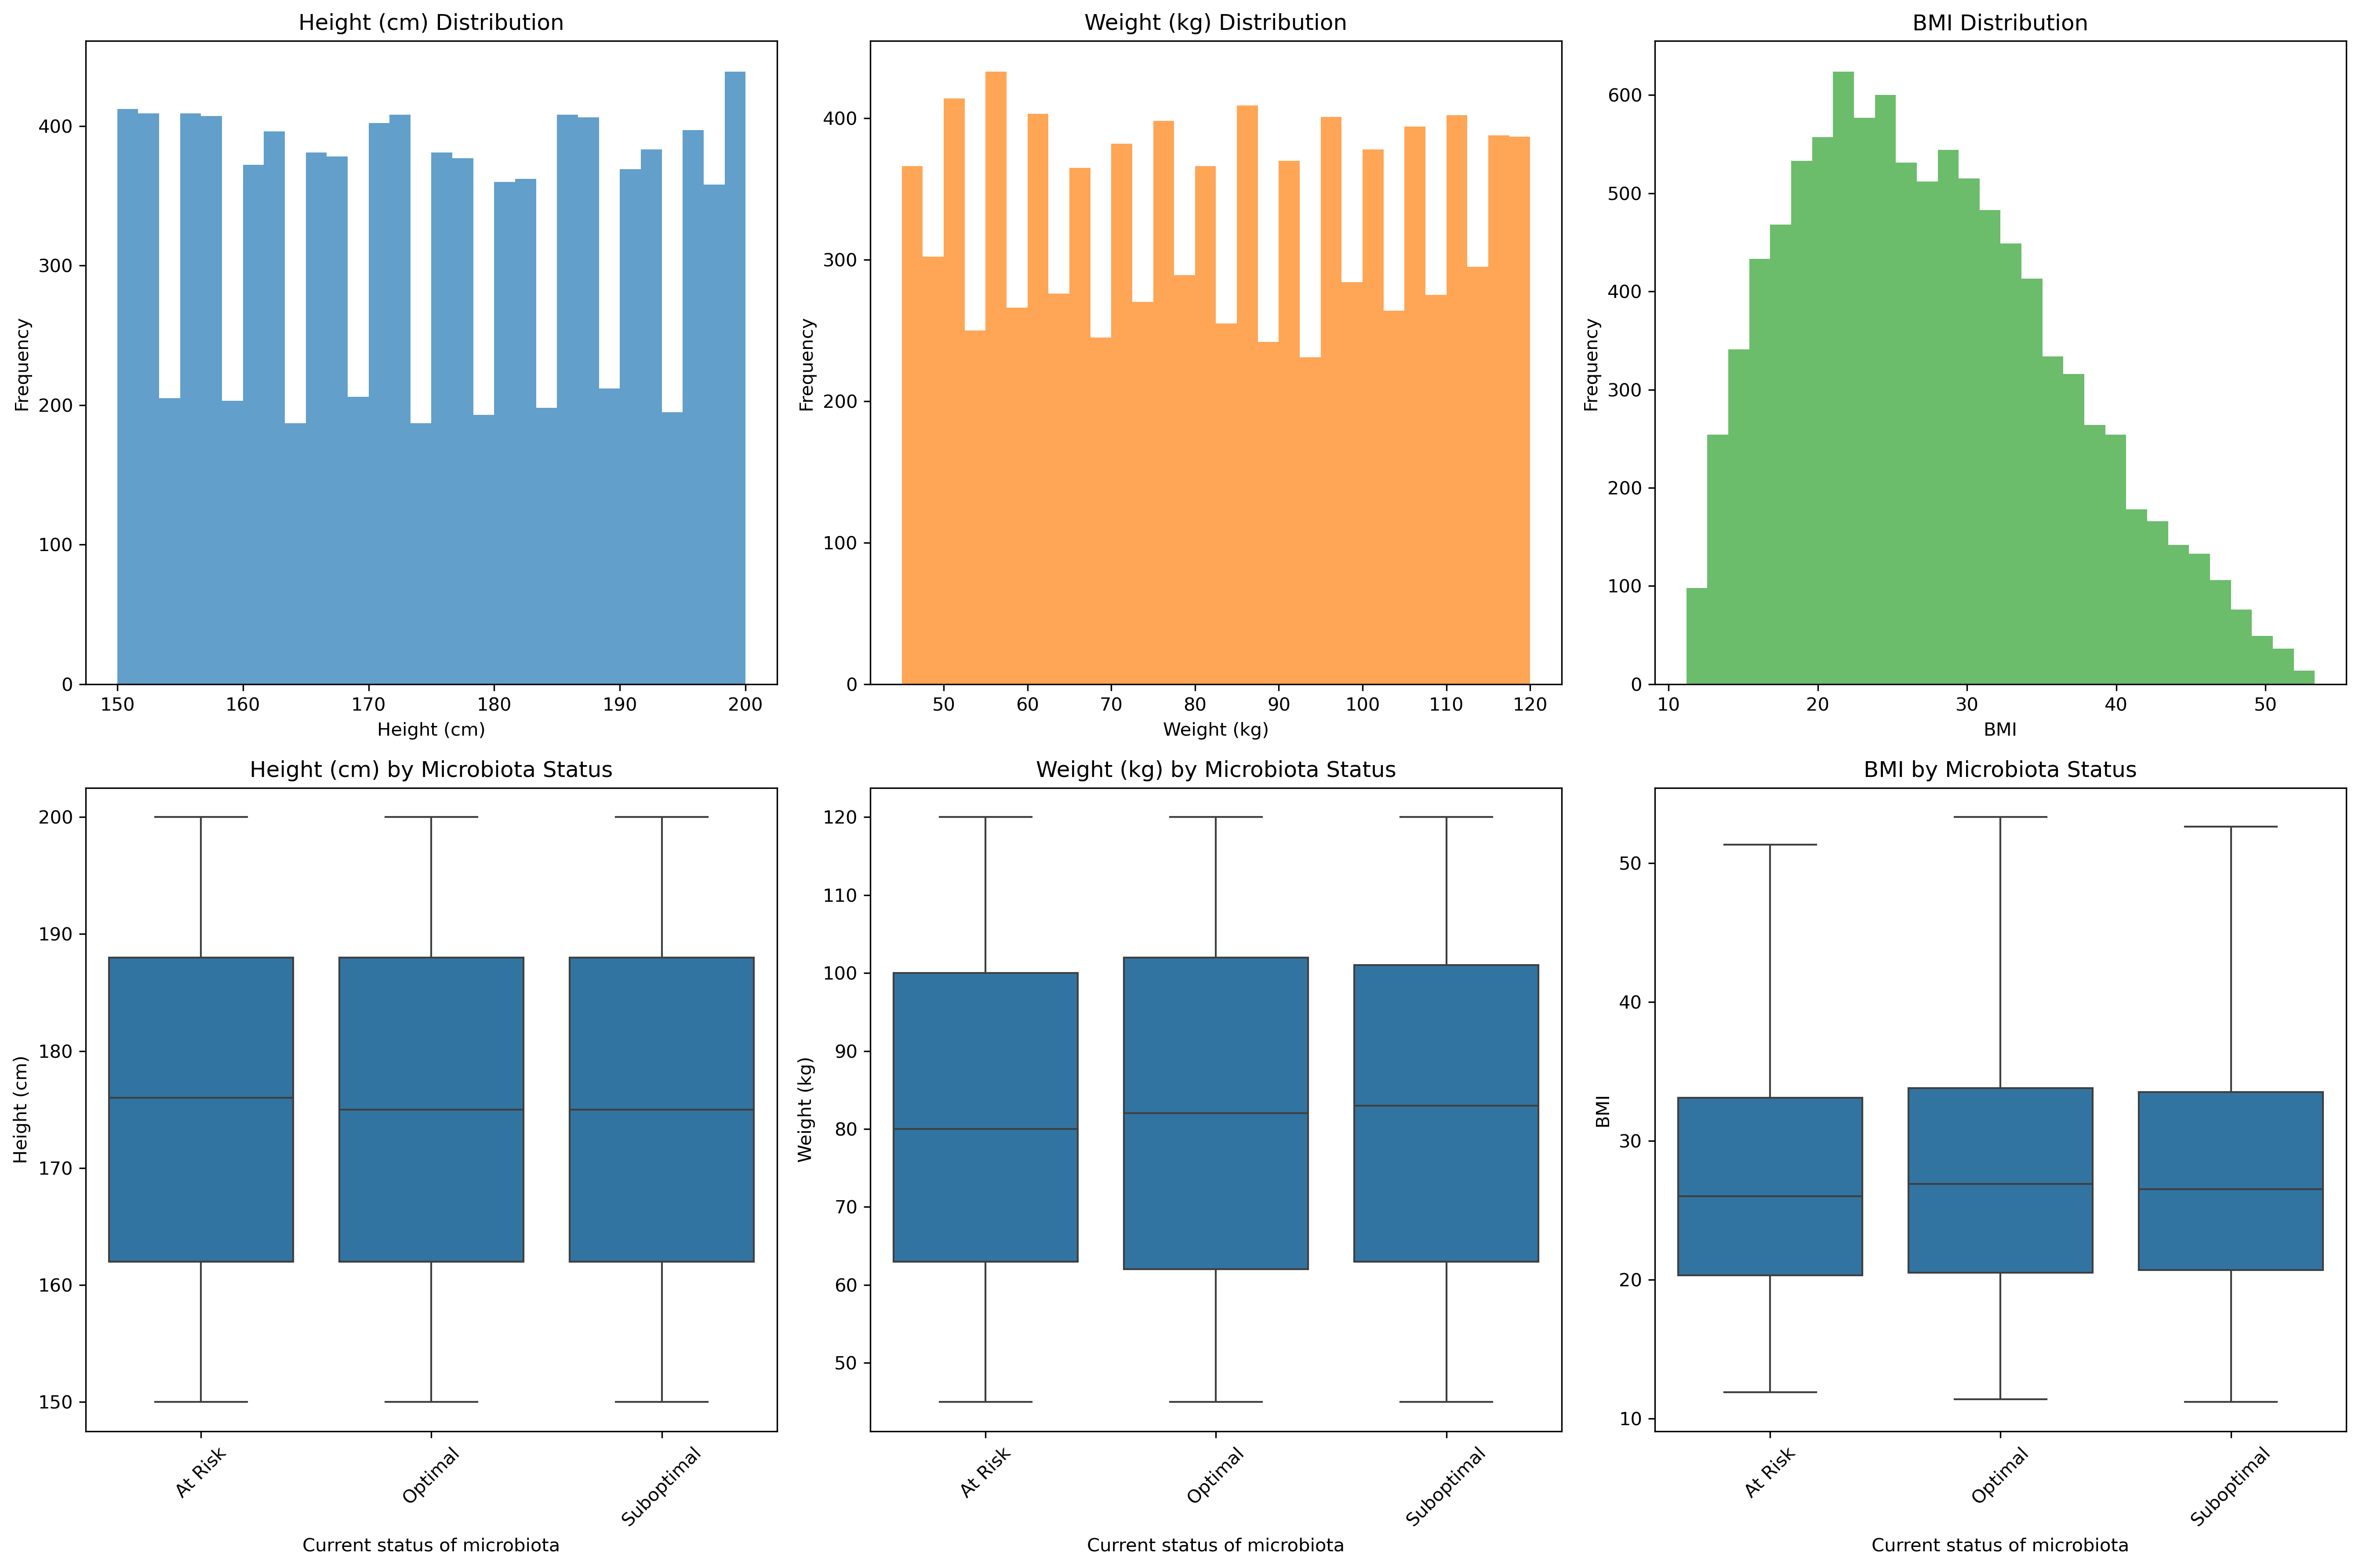 Height (cm) Distribution
Frequency
400
300
200
100
0
150 160 170 180 190 200
Height (cm)
Weight (kg) Distribution
Frequency
400
300
200
100
0
50 60 70 80 90 100 110 120
Weight (kg)
BMI Distribution
Frequency
600
500
400
300
200
100
0
10 20 30 40 50
BMI
Height (cm) by Microbiota Status
Height (cm)
200
190
180
170
160
150
At Risk Optimal Suboptimal
Current status of microbiota
Weight (kg) by Microbiota Status
Weight (kg)
120
110
100
90
80
70
60
50
At Risk Optimal Suboptimal
Current status of microbiota
BMI by Microbiota Status
BMI
50
40
30
20
10
At Risk Optimal Suboptimal
Current status of microbiota